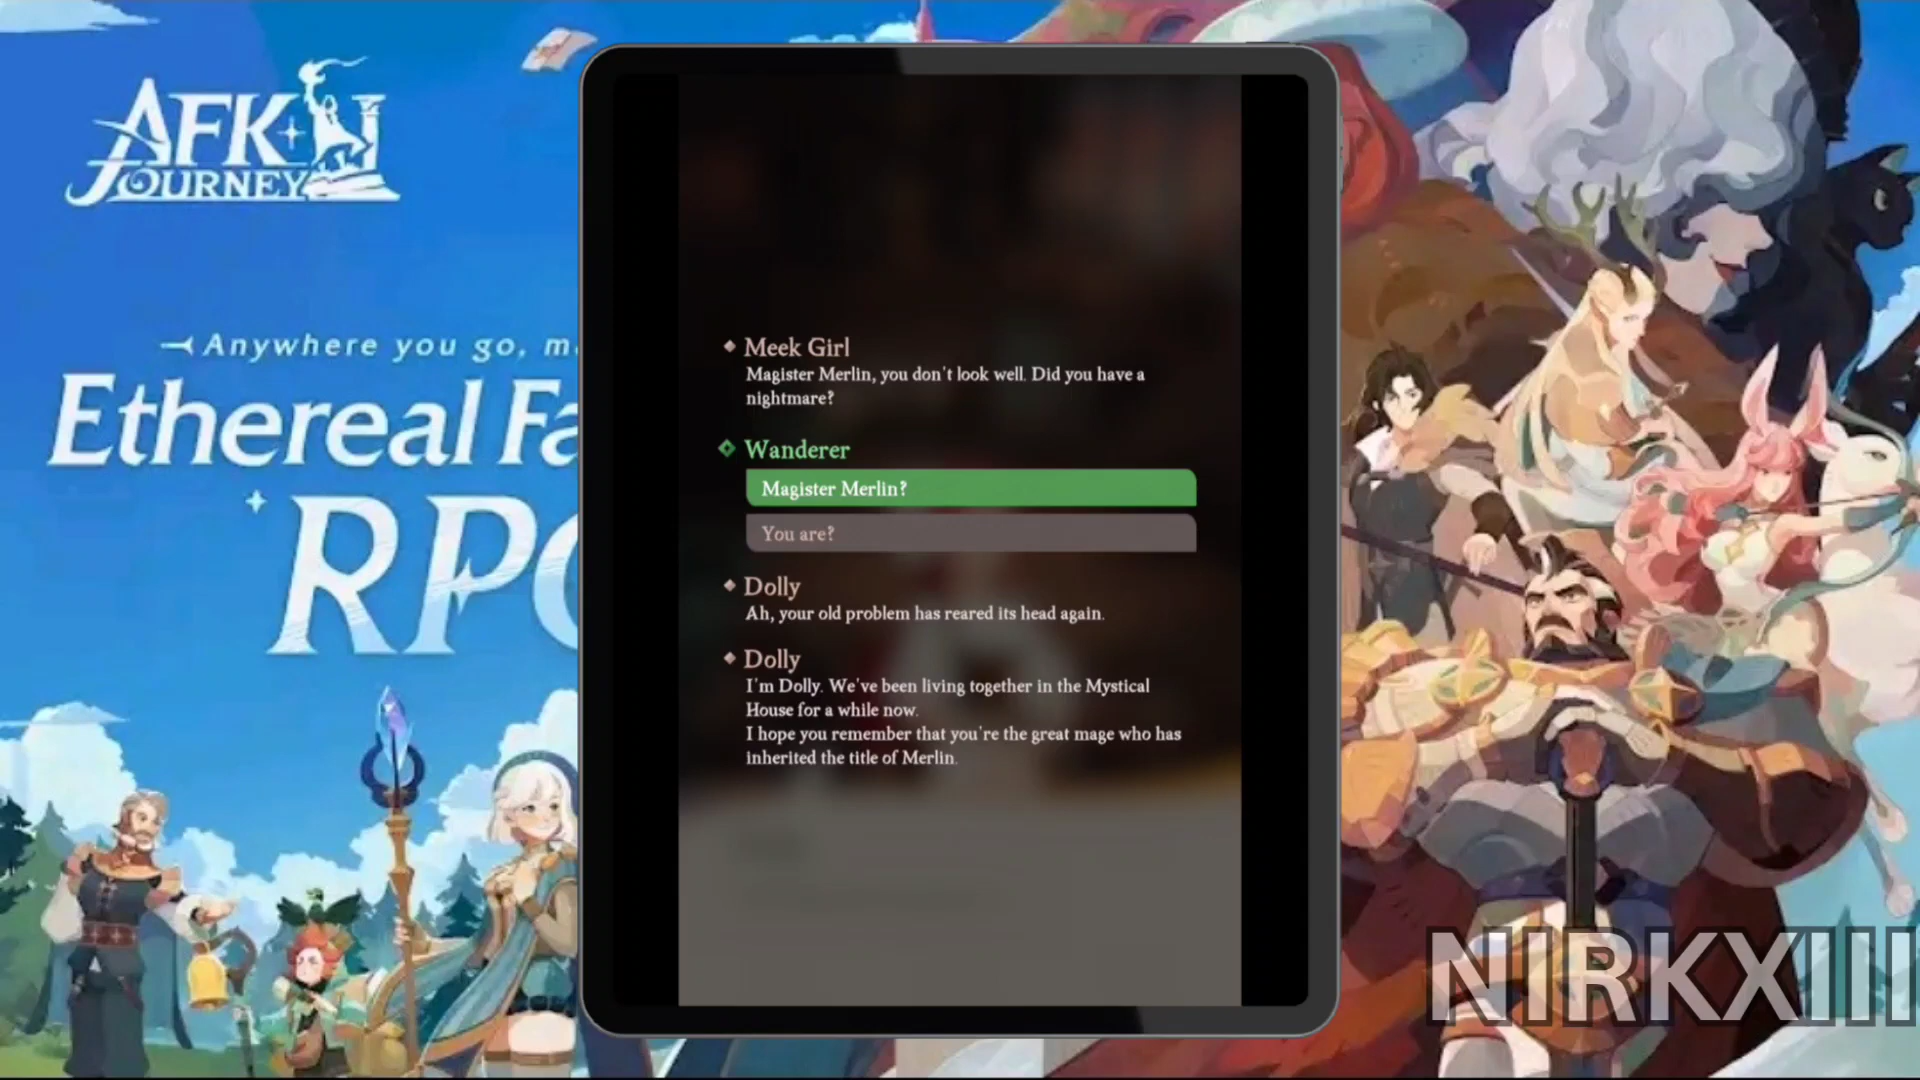 AFK
JOURNEY
Anywhere you go,
Ethereal
RPG
Meek Girl
Magister Merlin, you don't look well. Did you have a
nightmare?
Wanderer
Magister Merlin?
You are?
Dolly
Ah, your old problem has reared its head again.
Dolly
I'm Dolly. We've been living together in the Mystical
House for a while now.
I hope you remember that you're the great mage who has
inherited the title of Merlin.
NIRKXIII